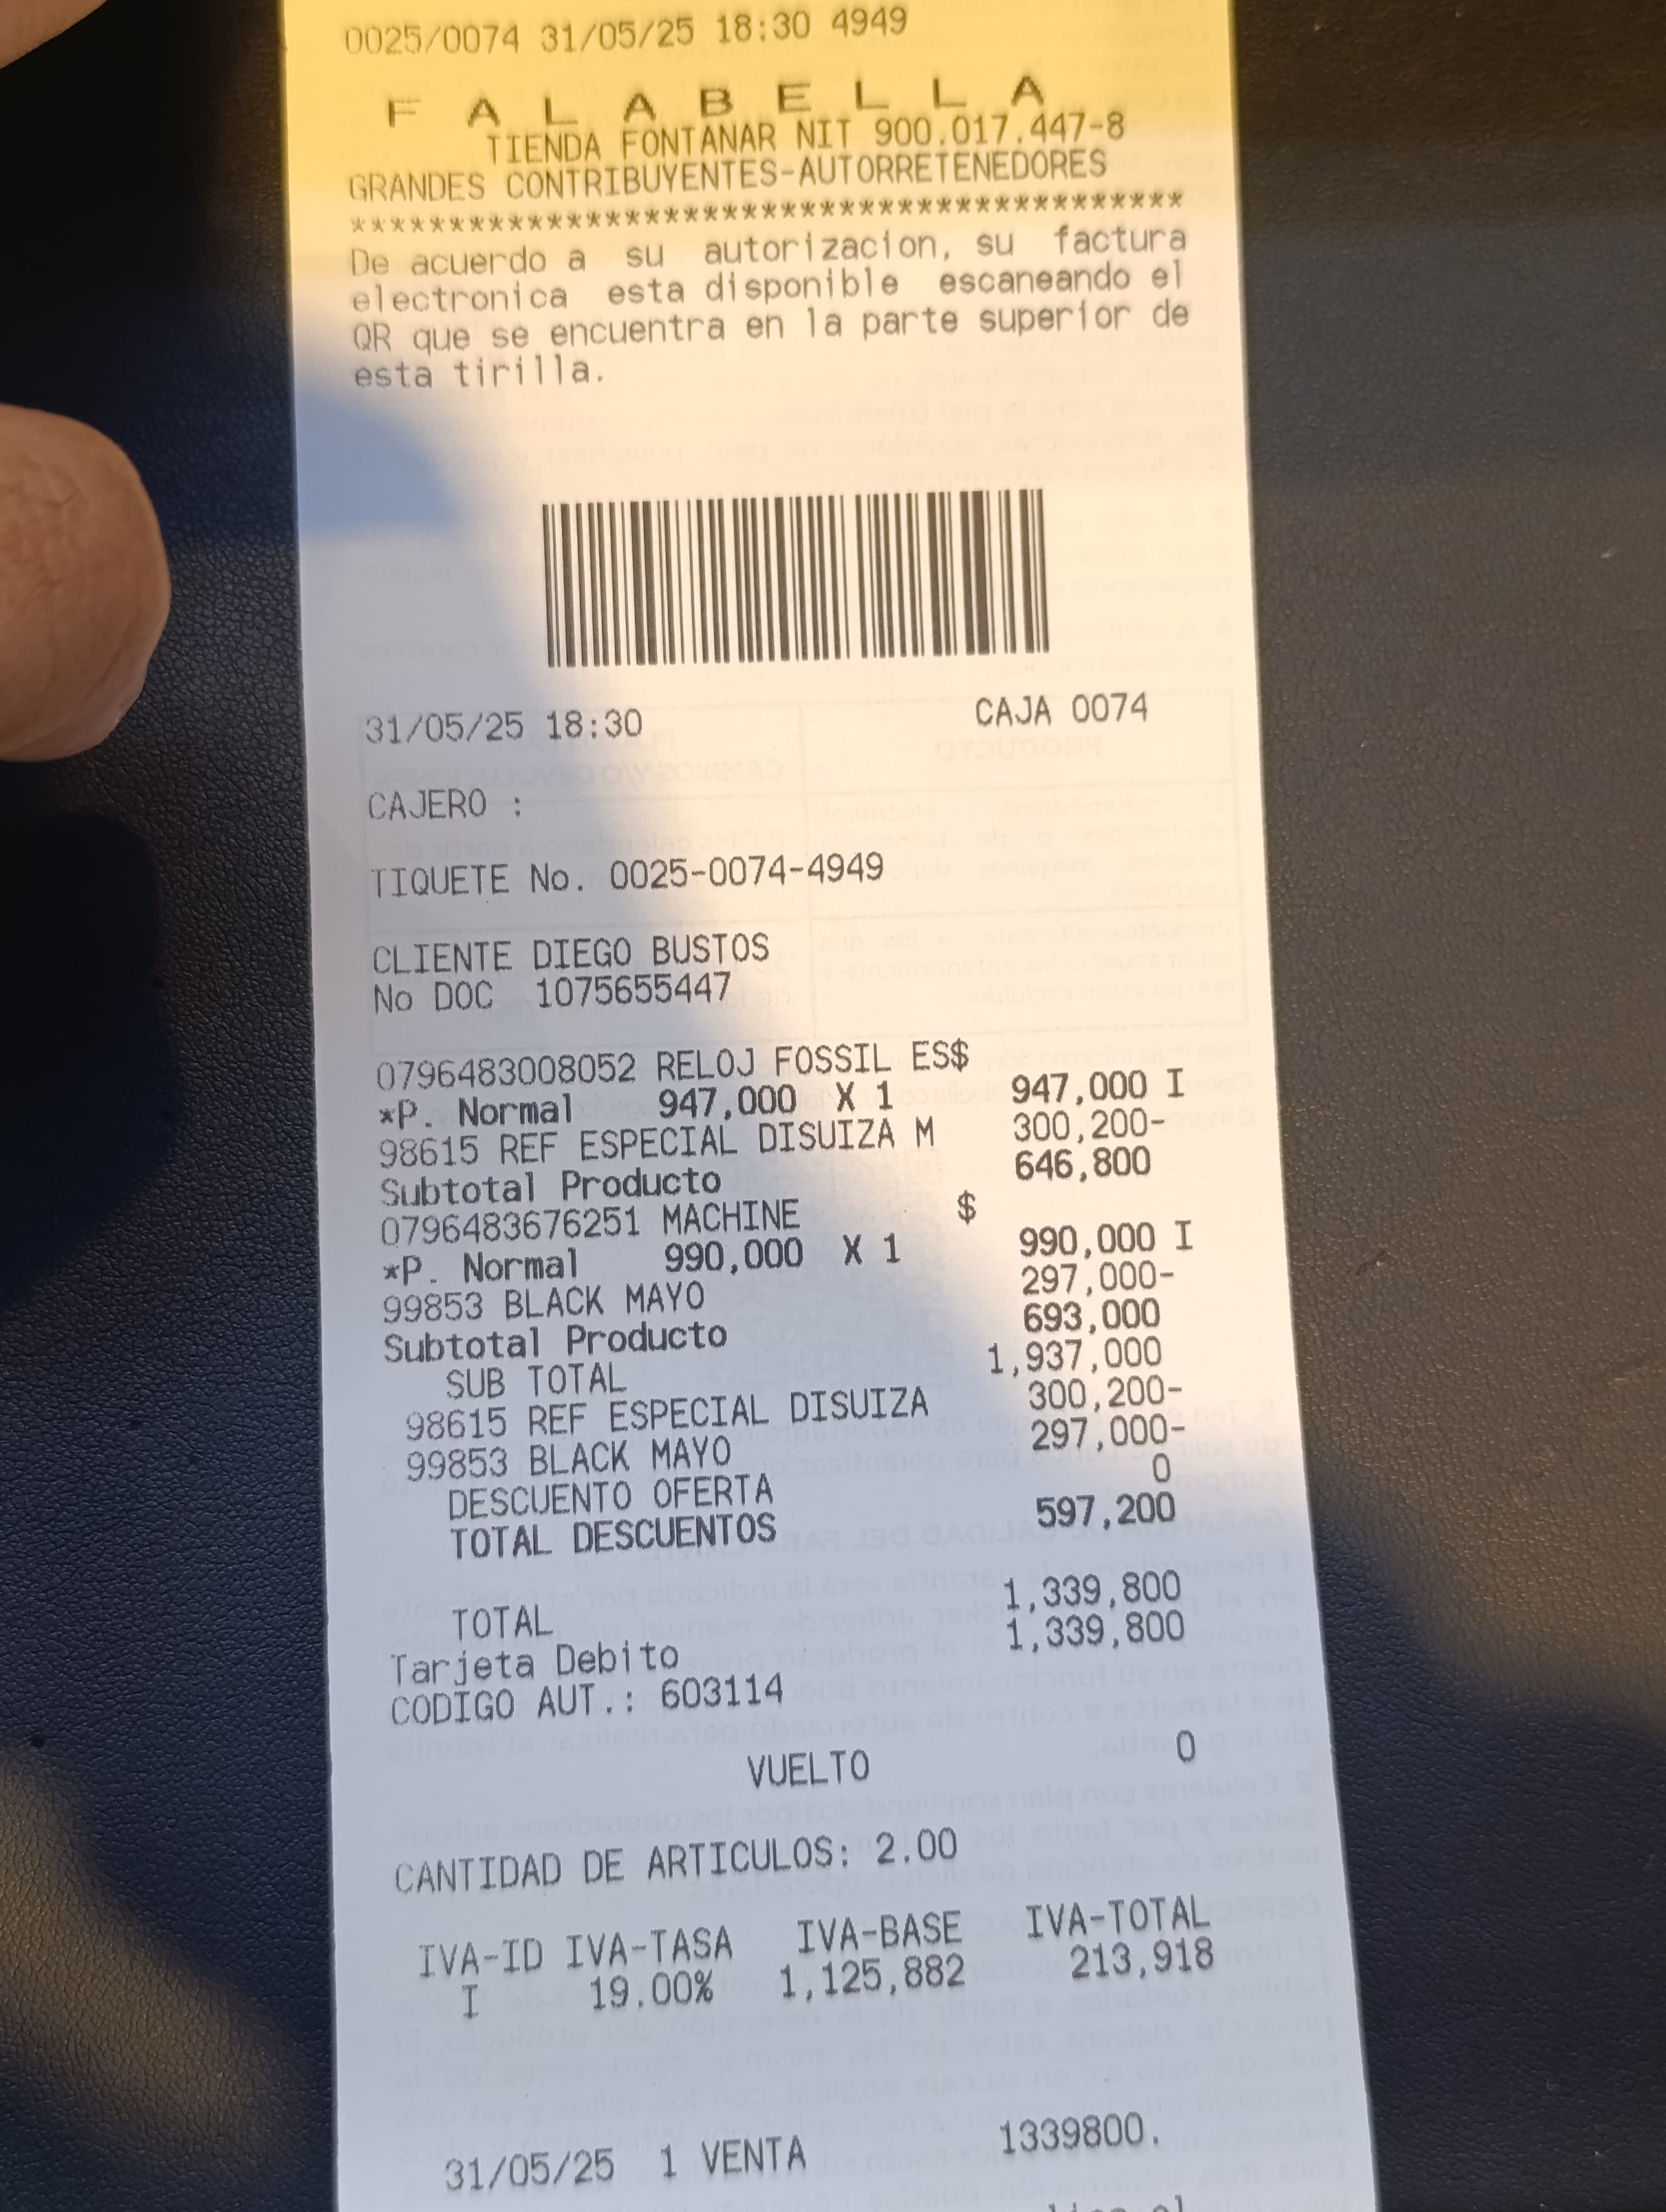 0025/0074 31/05/25 18:30 4949
F A L A B E L L A
TIENDA FONTANAR NIT 900.017.447-8
GRANDES CONTRIBUYENTES-AUTORRETENEDORES
******************************************
De acuerdo a su autorizacion, su factura
electronica esta disponible escaneando el
QR que se encuentra en la parte superior de
esta tirilla.
31/05/25 18:30 CAJA 0074
CAJERO :
TIQUETE No. 0025-0074-4949
CLIENTE DIEGO BUSTOS
No DOC 1075655447
0796483008052 RELOJ FOSSIL ES$
*P. Normal 947,000 X 1 947,000 I
98615 REF ESPECIAL DISUIZA M 300,200-
Subtotal Producto 646,800
0796483676251 MACHINE $
*P. Normal 990,000 X 1 990,000 I
99853 BLACK MAYO 297,000-
Subtotal Producto 693,000
SUB TOTAL 1,937,000
98615 REF ESPECIAL DISUIZA 300,200-
99853 BLACK MAYO 297,000-
DESCUENTO OFERTA 0
TOTAL DESCUENTOS 597,200
TOTAL 1,339,800
Tarjeta Debito 1,339,800
CODIGO AUT.: 603114
VUELTO 0
CANTIDAD DE ARTICULOS: 2.00
IVA-ID IVA-TASA IVA-BASE IVA-TOTAL
I 19.00% 1,125,882 213,918
31/05/25 1 VENTA 1339800.